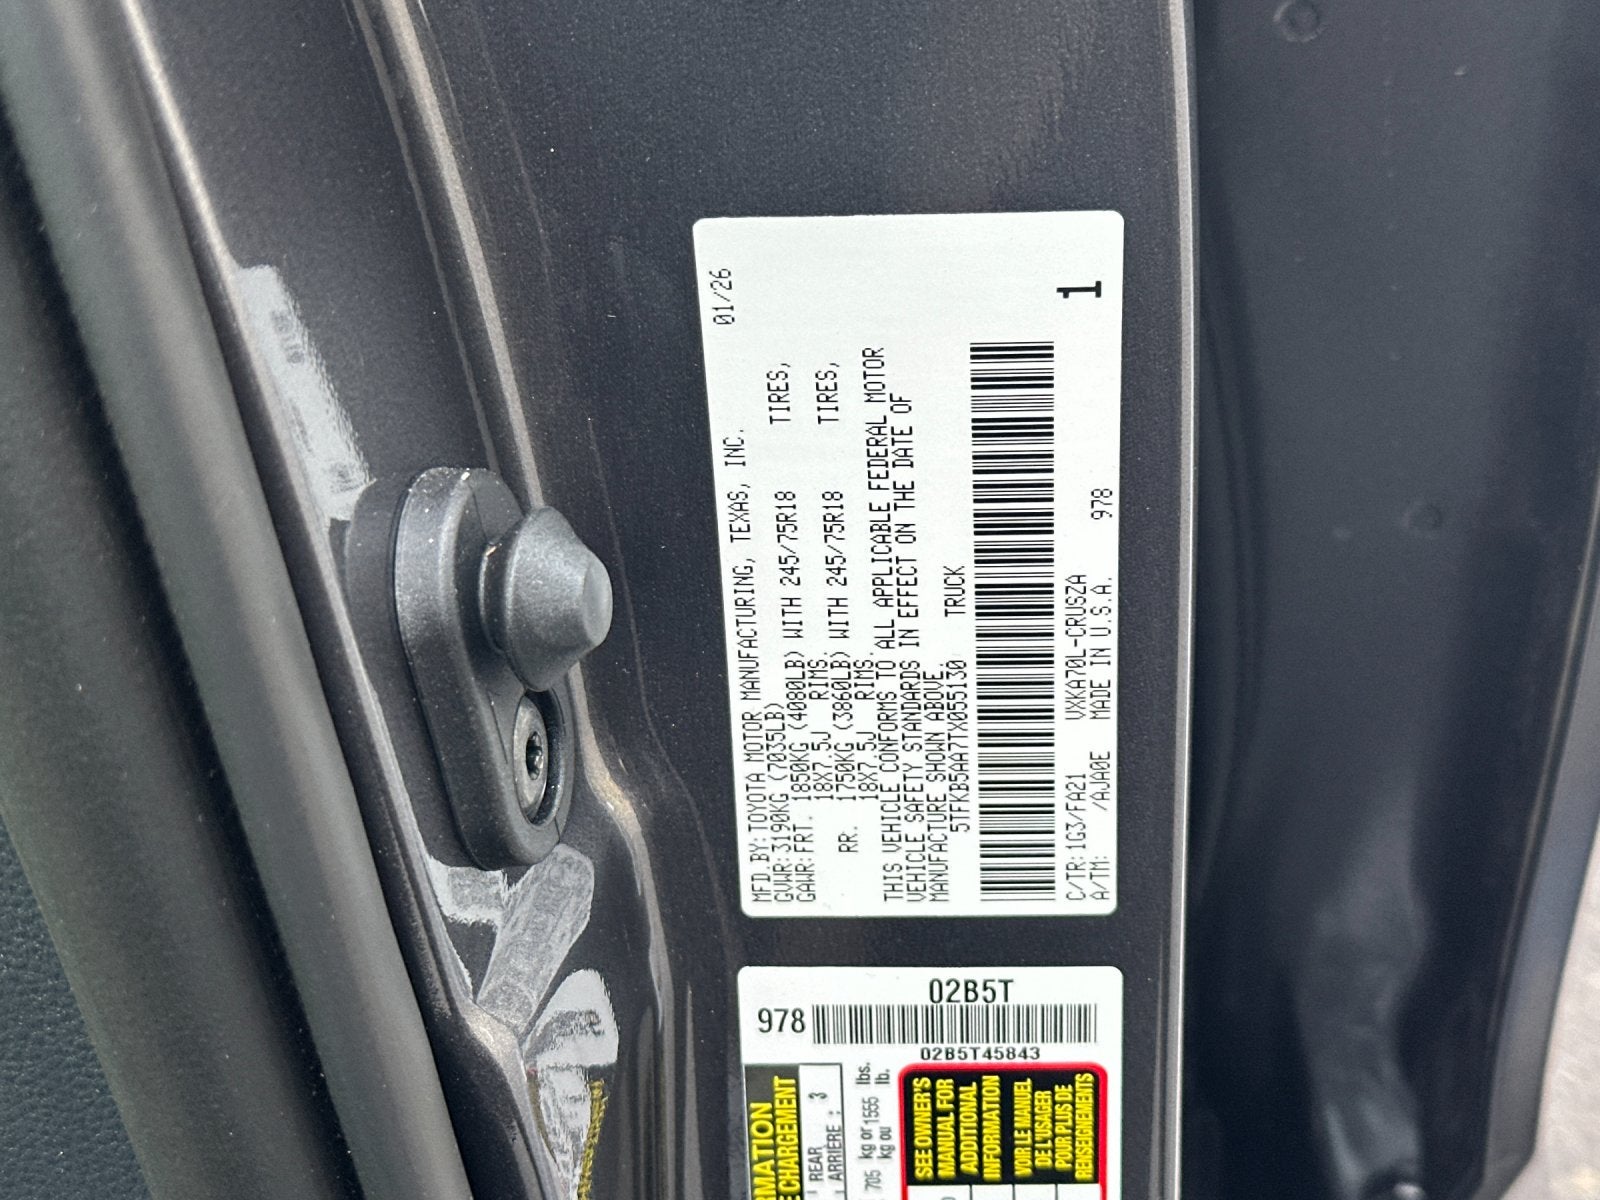 01/26
MFD.BY:TOYOTA MOTOR MANUFACTURING, TEXAS, INC.
GVWR:3190KG (7035LB)
GAWR:FRT. 1850KG (4080LB) WITH 245/75R18 TIRES,
18X7.5J RIMS.
RR. 1750KG (3860LB) WITH 245/75R18 TIRES,
18X7.5J RIMS.
THIS VEHICLE CONFORMS TO ALL APPLICABLE FEDERAL MOTOR
VEHICLE SAFETY STANDARDS IN EFFECT ON THE DATE OF
MANUFACTURE SHOWN ABOVE.
5TFKB5AA7TX055130 TRUCK
1
C/TR:1G3/FA21 VXKA70L-CRUSZA
A/TM: /AJA0E MADE IN U.S.A. 978
02B5T
978
02B5T45843
RMATION
E CHARGEMENT
REAR
ARRIERE : 3
705 kg or 1555 lbs.
kg ou lb.
SEE OWNER'S
MANUAL FOR
ADDITIONAL
INFORMATION
VOIR LE MANUEL
DE L'USAGER
POUR PLUS DE
RENSEIGNEMENTS